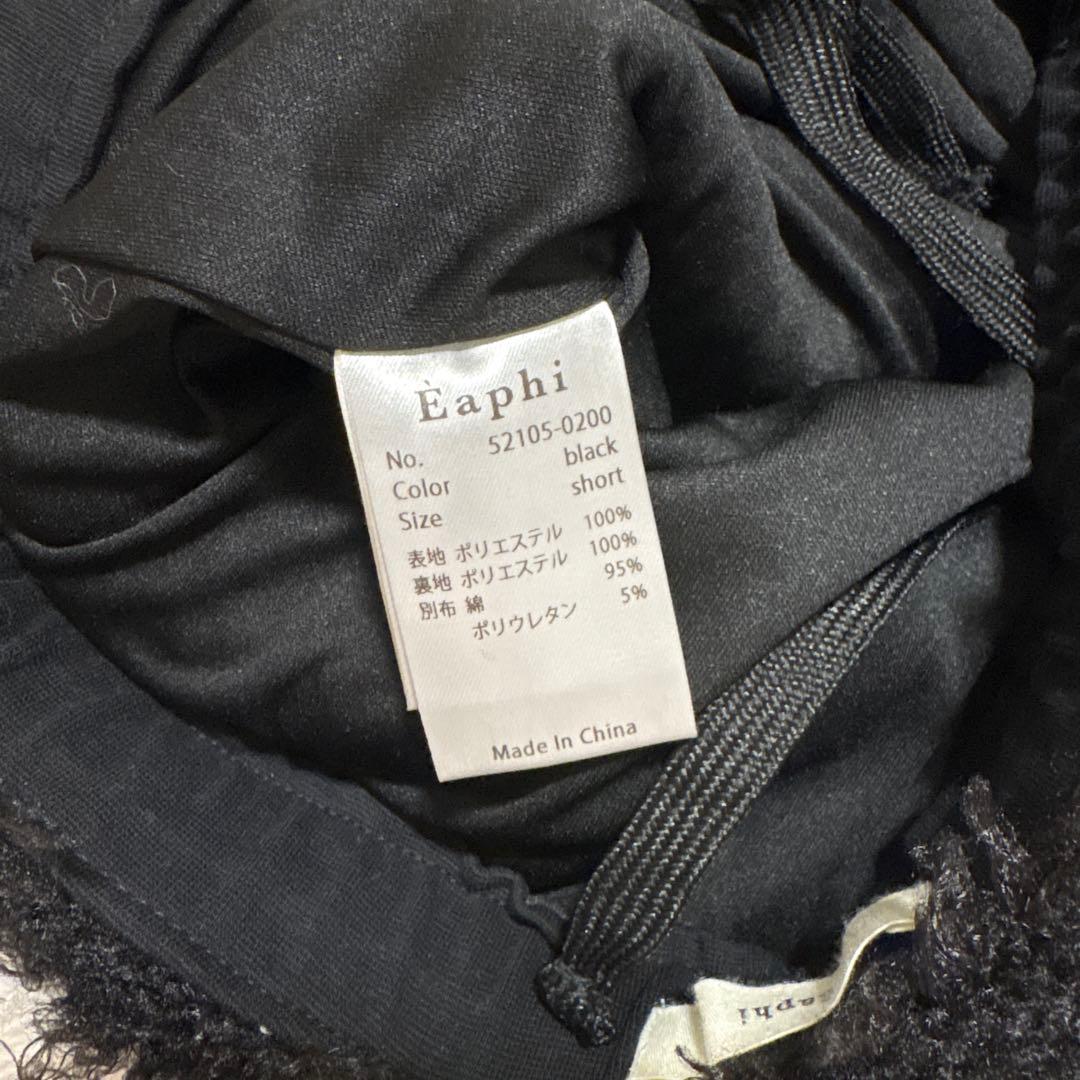 Èaphi
No. 52105-0200
Color black
Size short
表地 ポリエステル 100%
裏地 ポリエステル 100%
別布 綿 95%
ポリウレタン 5%
Made In China
Èaphi